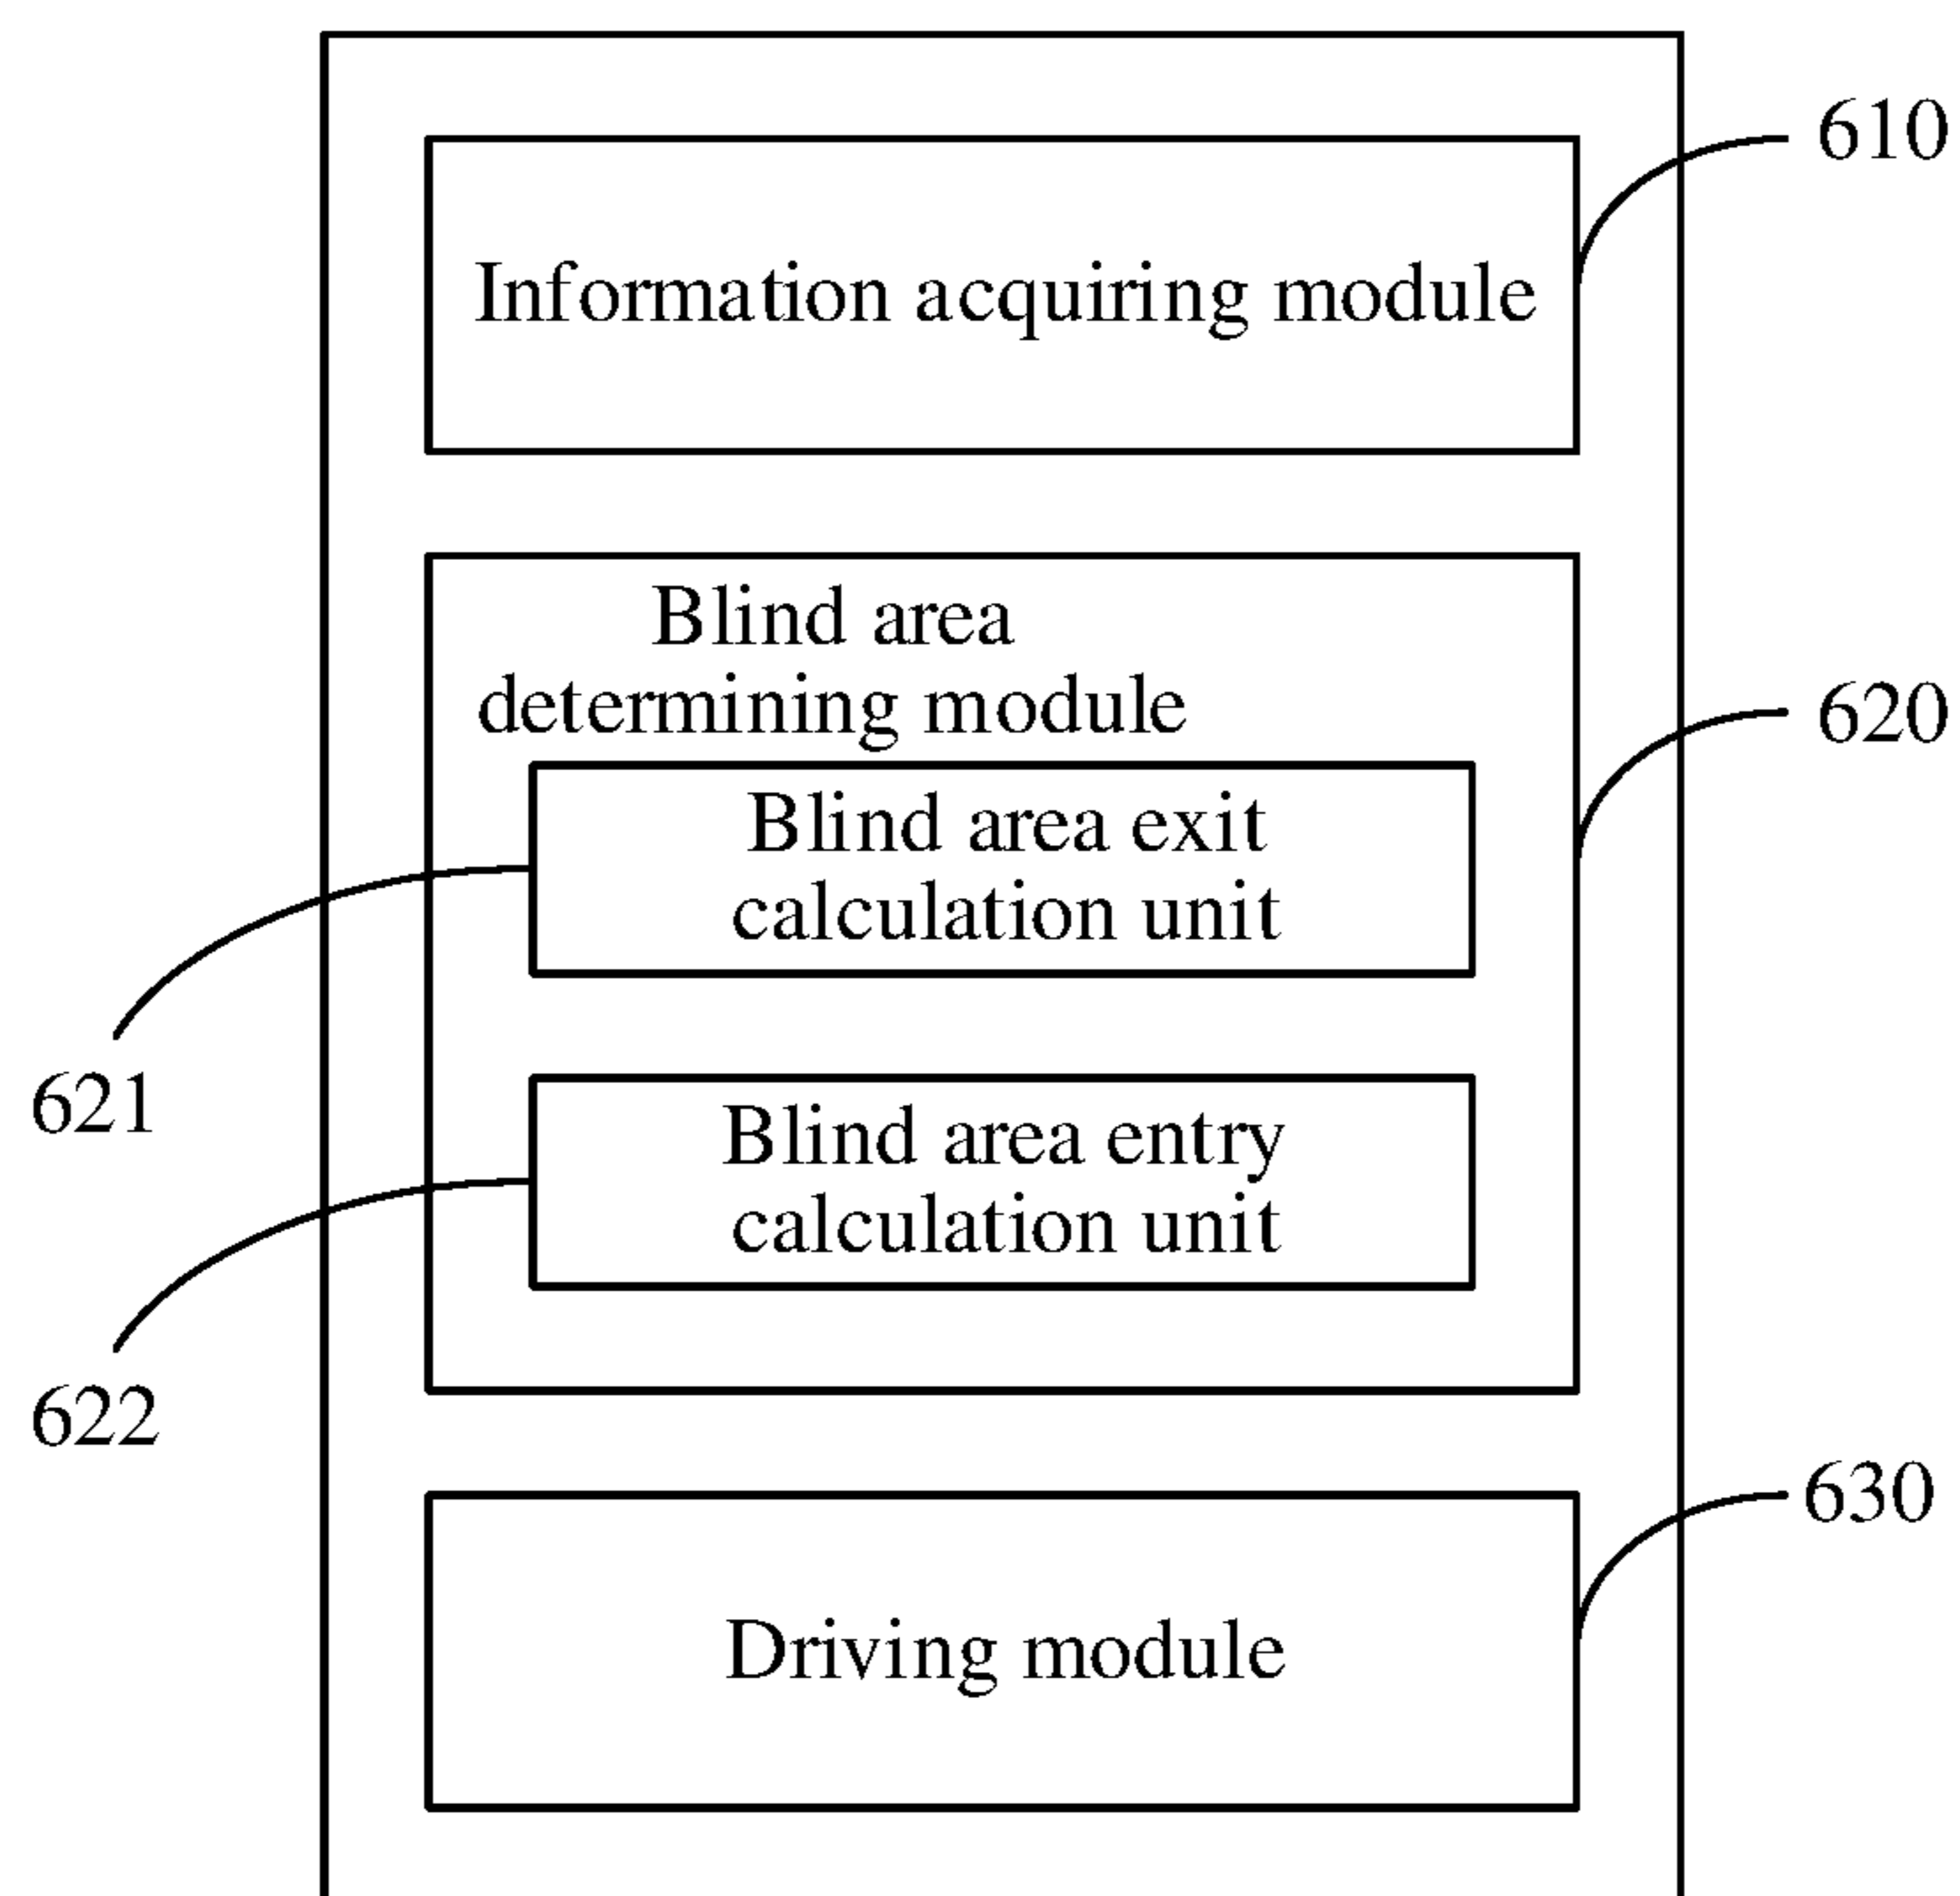 610
Information acquiring module
Blind area
determining module
620
Blind area exit
calculation unit
621
Blind area entry
calculation unit
622
630
Driving module